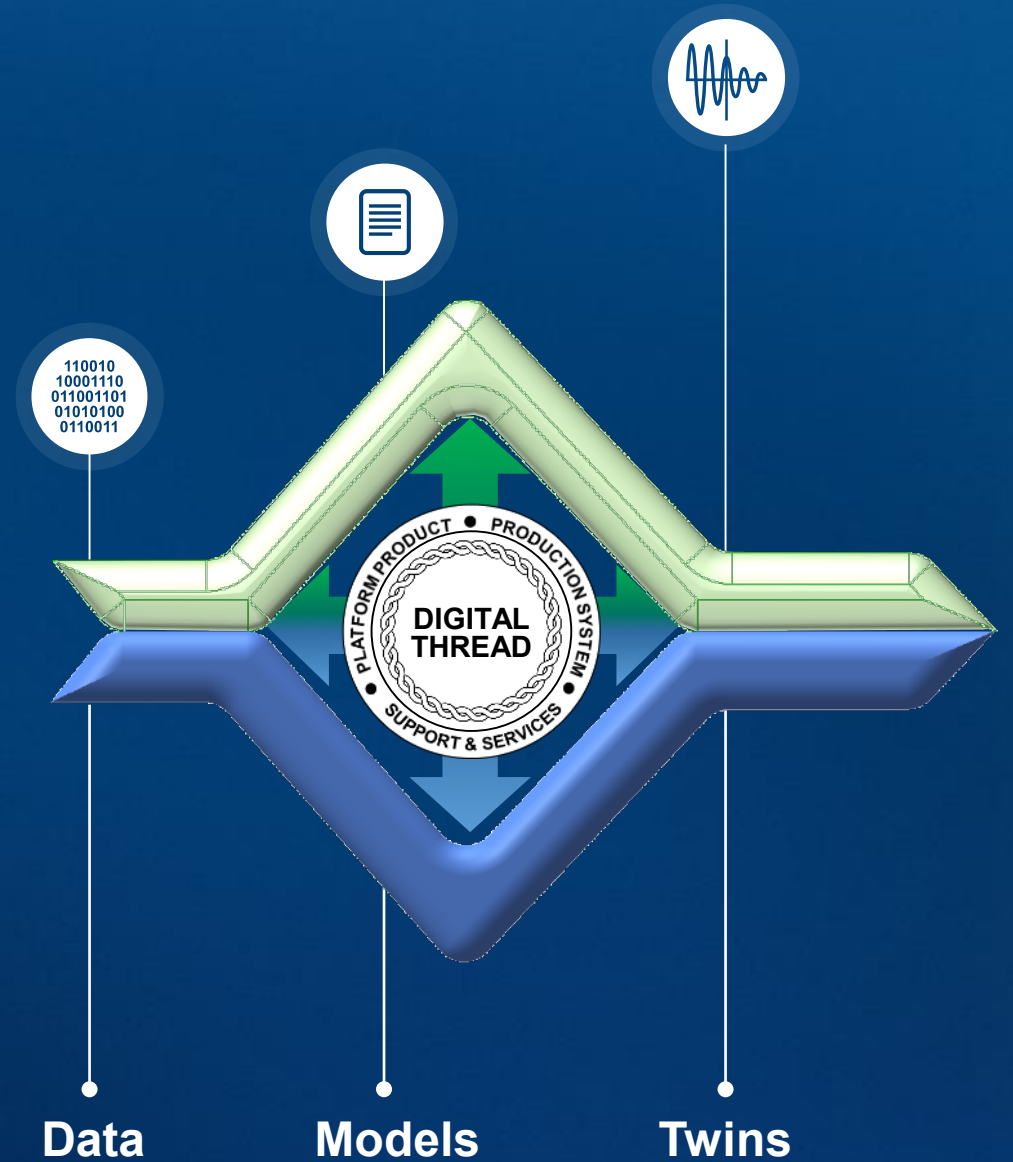 110010
10001110
011001101
01010100
0110011
PLATFORM PRODUCT • PRODUCTION SYSTEM • SUPPORT & SERVICES •
DIGITAL
THREAD
Data
Models
Twins